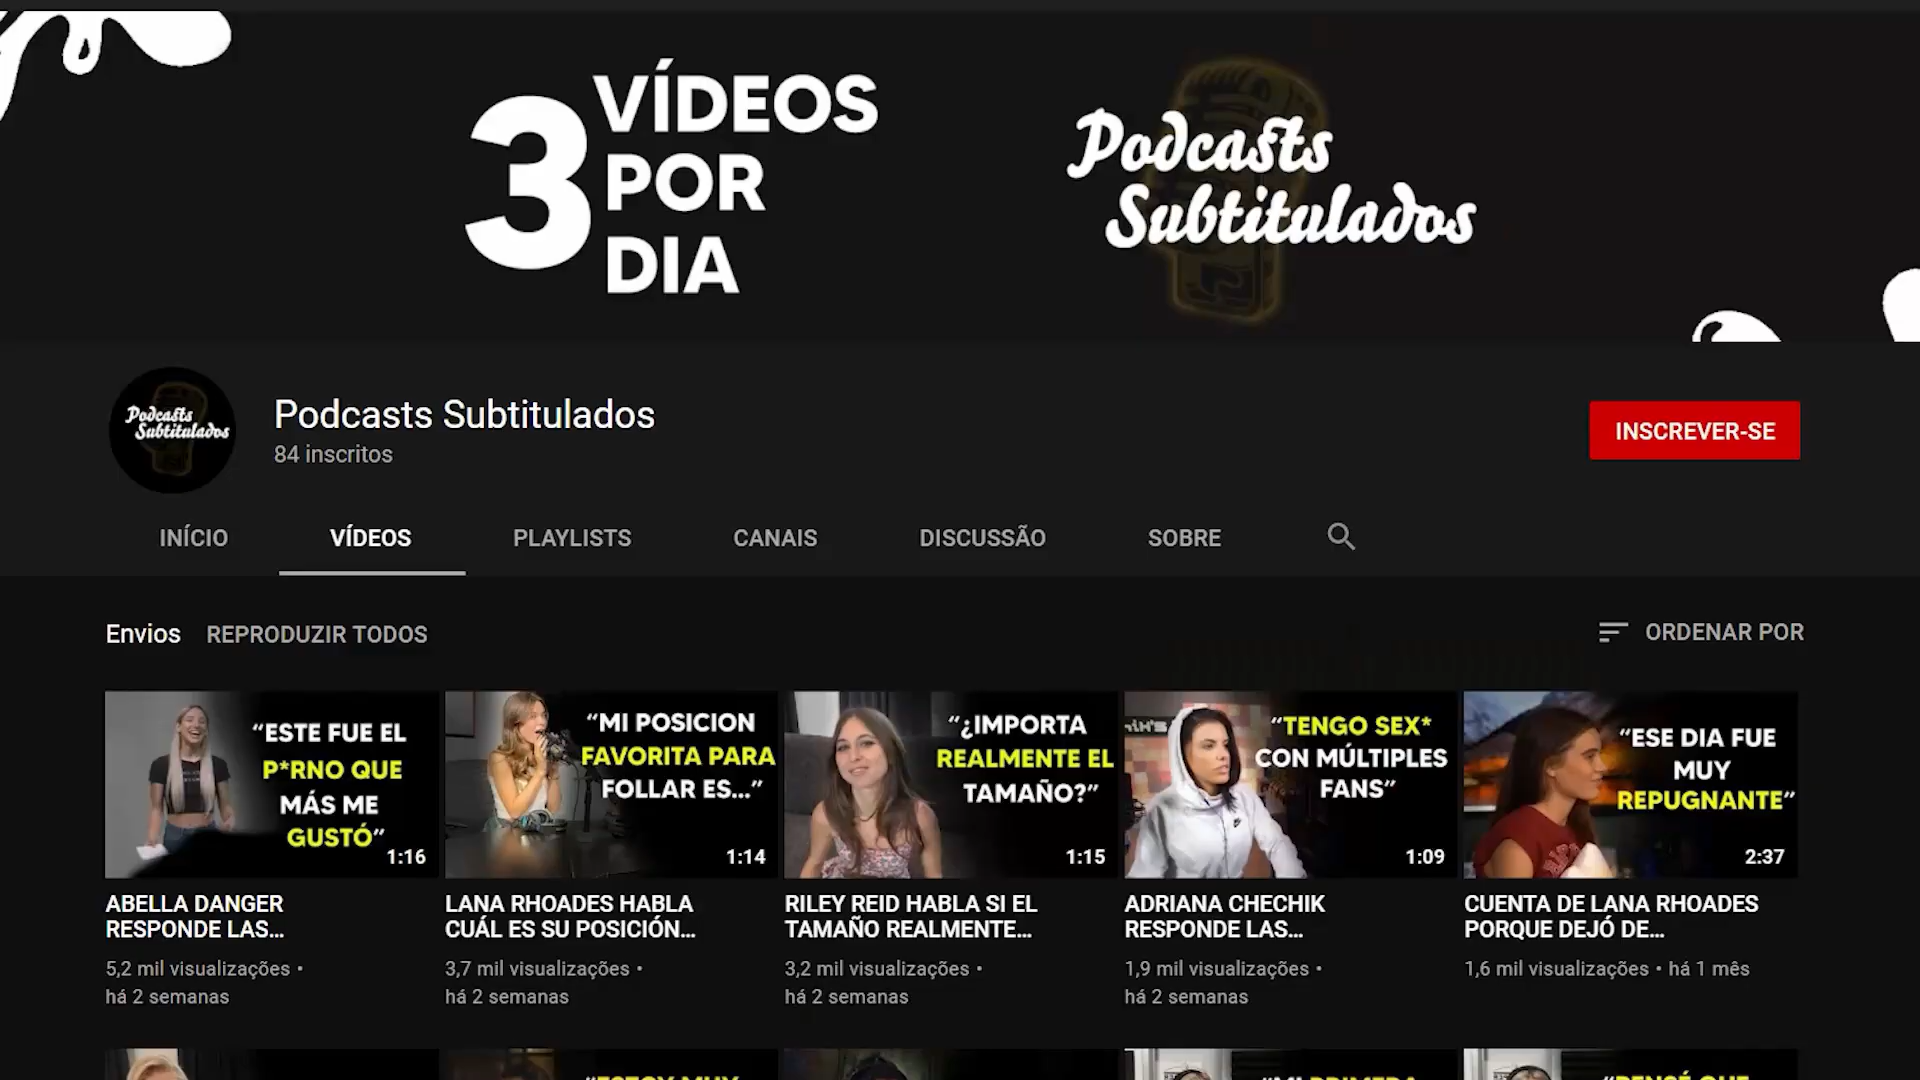 3 VÍDEOS
POR
DIA
Podcasts
Subtitulados
Podcasts
Subtitulados
Podcasts Subtitulados
84 inscritos
INSCREVER-SE
INÍCIO
VÍDEOS
PLAYLISTS
CANAIS
DISCUSSÃO
SOBRE
Envios
REPRODUZIR TODOS
ORDENAR POR
“ESTE FUE EL
P*RNO QUE
MÁS ME
GUSTÓ”
1:16
ABELLA DANGER
RESPONDE LAS...
5,2 mil visualizações •
há 2 semanas
“MI POSICION
FAVORITA PARA
FOLLAR ES...”
1:14
LANA RHOADES HABLA
CUÁL ES SU POSICIÓN...
3,7 mil visualizações •
há 2 semanas
“¿IMPORTA
REALMENTE EL
TAMAÑO?”
1:15
RILEY REID HABLA SI EL
TAMAÑO REALMENTE...
3,2 mil visualizações •
há 2 semanas
“TENGO SEX*
CON MÚLTIPLES
FANS”
1:09
ADRIANA CHECHIK
RESPONDE LAS...
1,9 mil visualizações •
há 2 semanas
“ESE DIA FUE
MUY
REPUGNANTE”
2:37
CUENTA DE LANA RHOADES
PORQUE DEJÓ DE...
1,6 mil visualizações • há 1 mês
“ESTOY MUY
“MI PRIMERA
“PENSÉ QUE